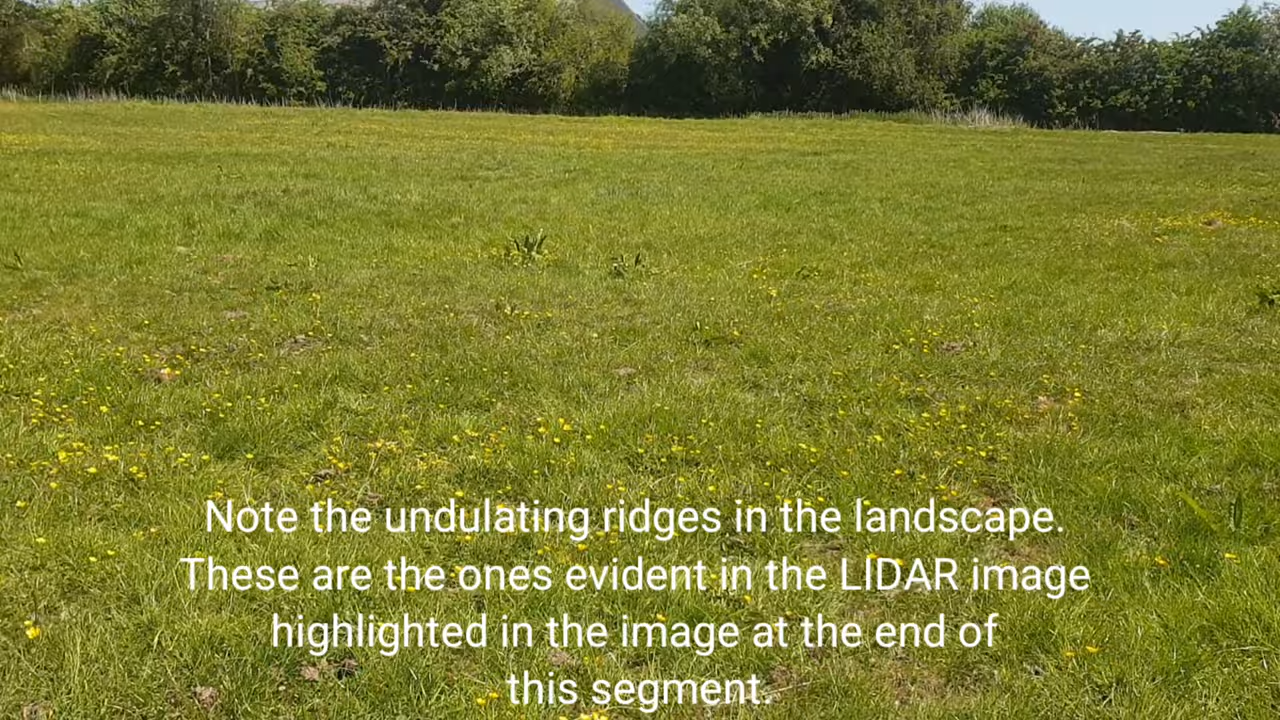 Note the undulating ridges in the landscape.
These are the ones evident in the LIDAR image
highlighted in the image at the end of
this segment.